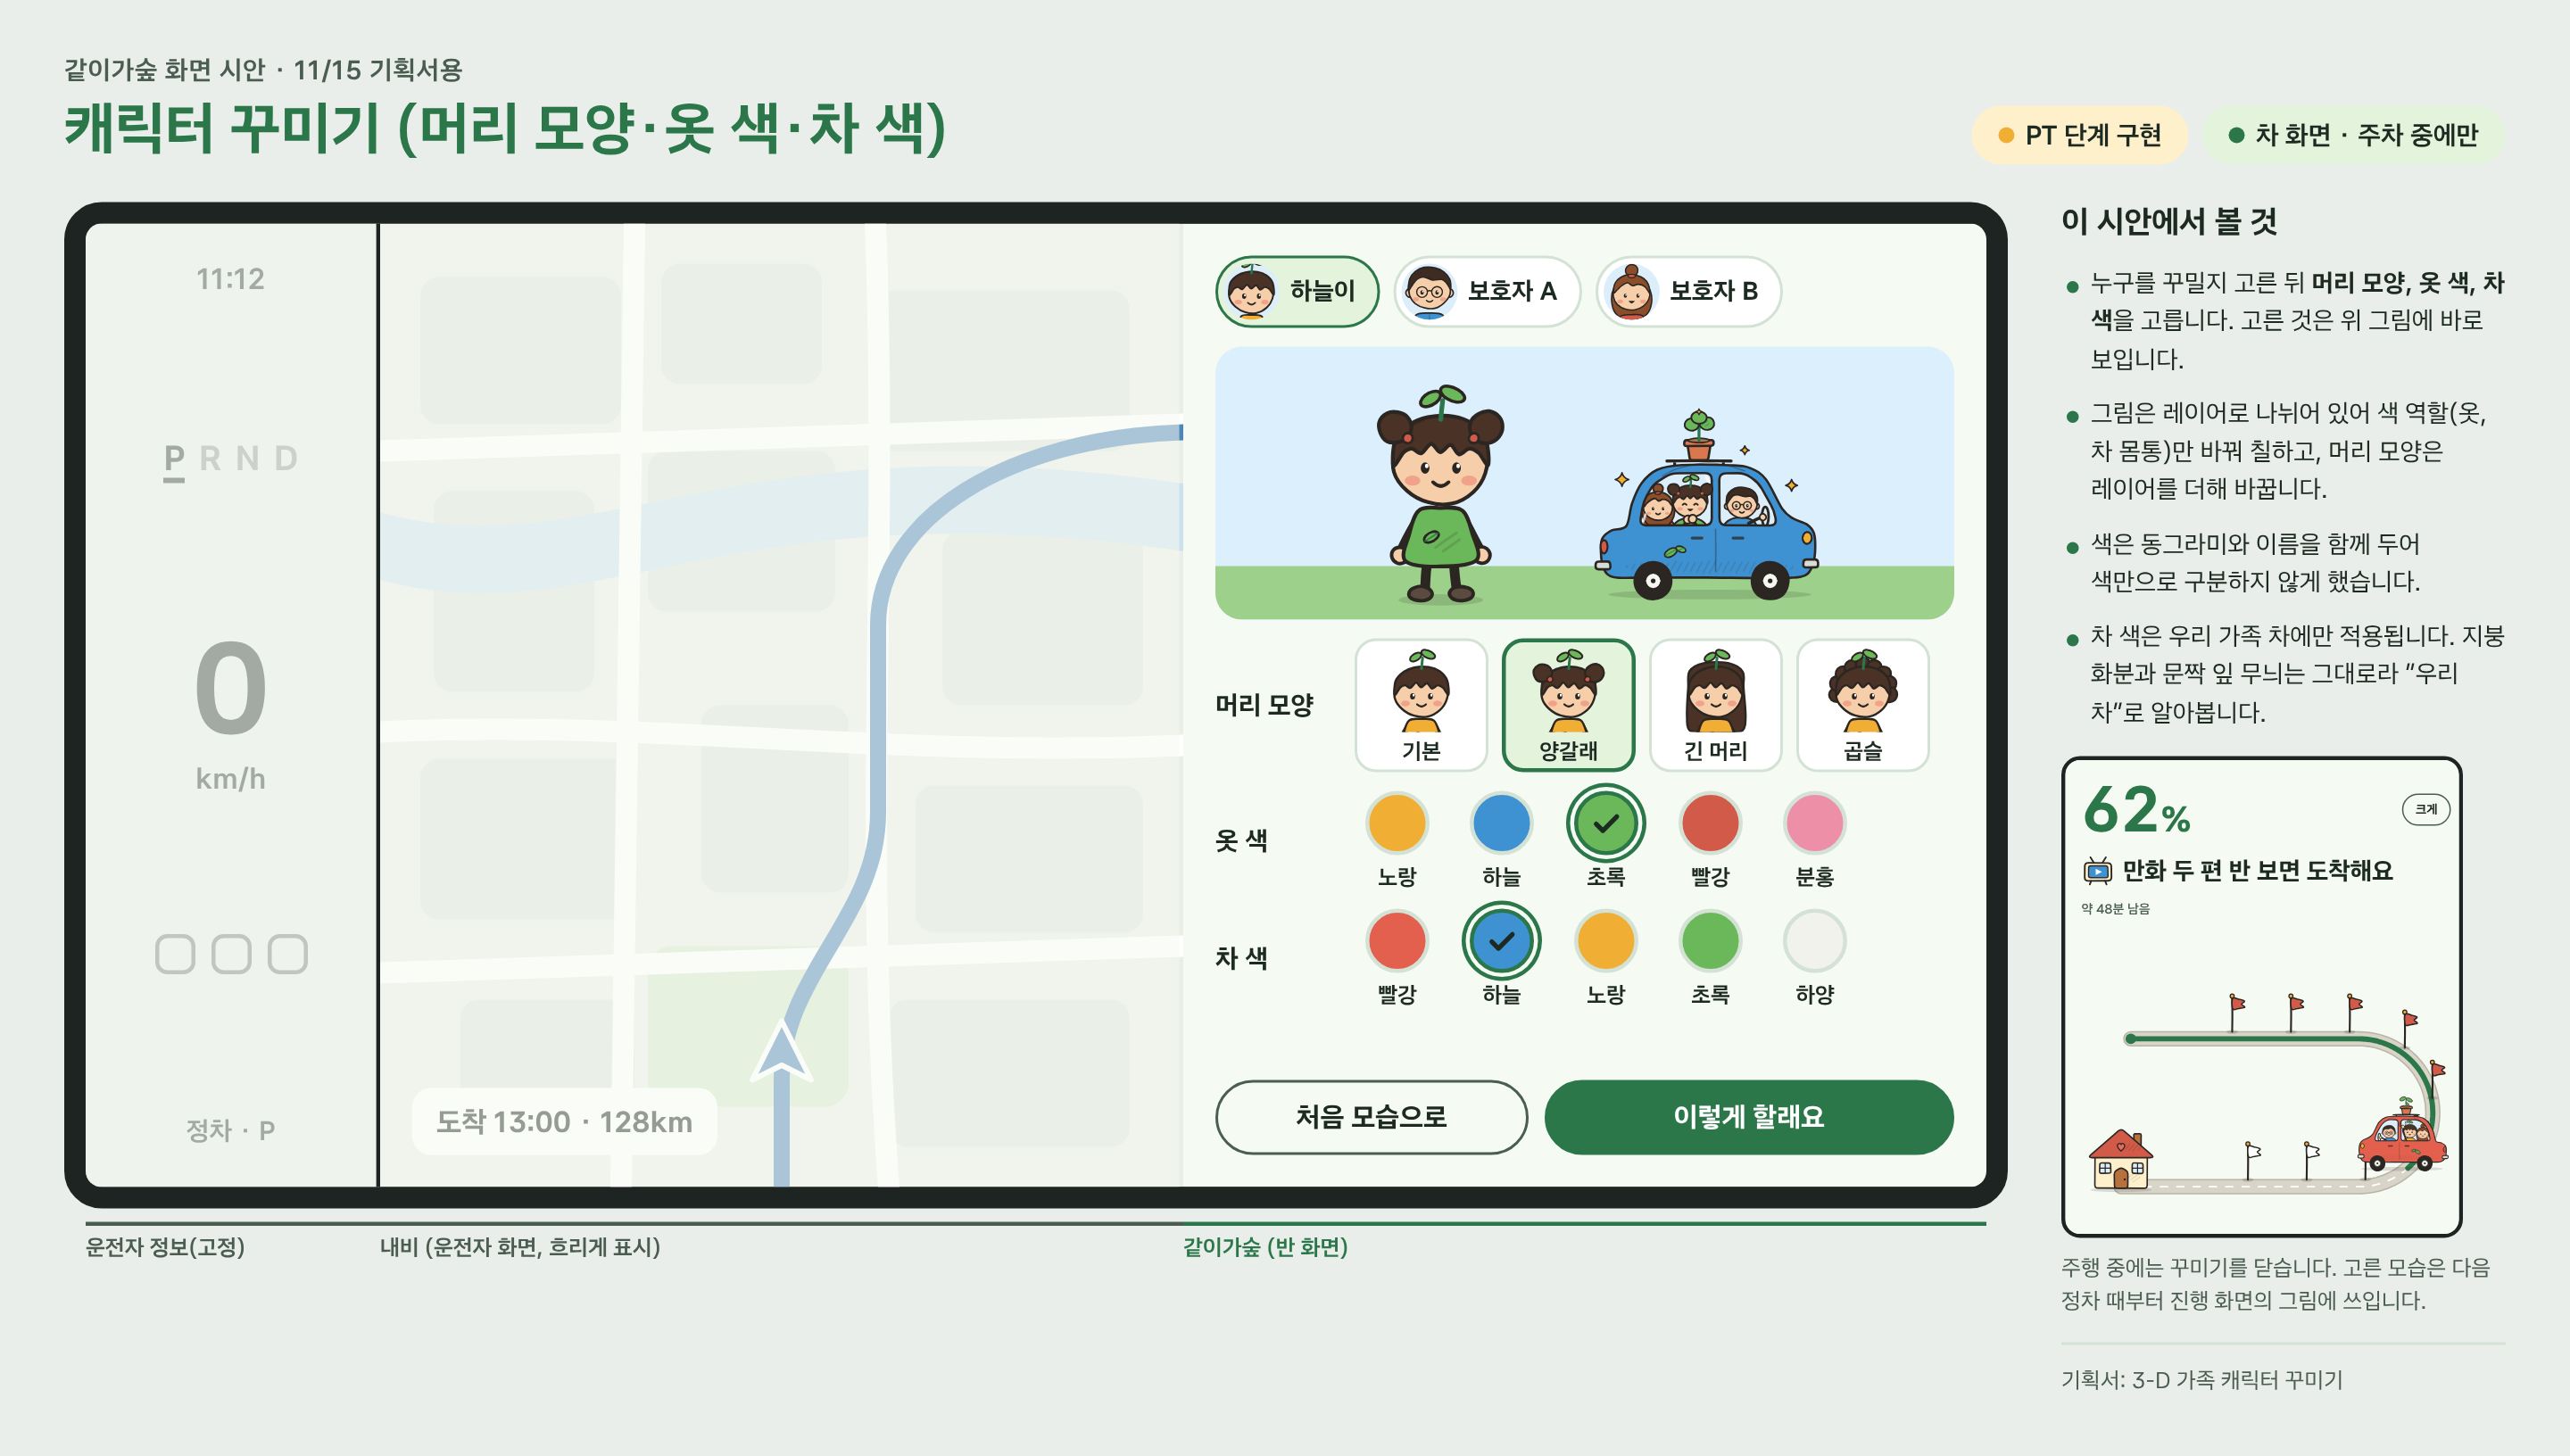 같이가숲 화면 시안 · 11/15 기획서용
캐릭터 꾸미기 (머리 모양·옷 색·차 색)
PT 단계 구현
차 화면 · 주차 중에만
11:12
P R N D
0
km/h
정차 · P
도착 13:00 · 128km
하늘이
보호자 A
보호자 B
머리 모양
기본
양갈래
긴 머리
곱슬
옷 색
노랑
하늘
초록
빨강
분홍
차 색
빨강
하늘
노랑
초록
하양
처음 모습으로
이렇게 할래요
운전자 정보(고정)
내비 (운전자 화면, 흐리게 표시)
같이가숲 (반 화면)
이 시안에서 볼 것
누구를 꾸밀지 고른 뒤 머리 모양, 옷 색, 차
색을 고릅니다. 고른 것은 위 그림에 바로
보입니다.
그림은 레이어로 나뉘어 있어 색 역할(옷,
차 몸통)만 바꿔 칠하고, 머리 모양은
레이어를 더해 바꿉니다.
색은 동그라미와 이름을 함께 두어
색만으로 구분하지 않게 했습니다.
차 색은 우리 가족 차에만 적용됩니다. 지붕
화분과 문짝 잎 무늬는 그대로라 "우리
차"로 알아봅니다.
62%
크게
만화 두 편 반 보면 도착해요
약 48분 남음
주행 중에는 꾸미기를 닫습니다. 고른 모습은 다음
정차 때부터 진행 화면의 그림에 쓰입니다.
기획서: 3-D 가족 캐릭터 꾸미기